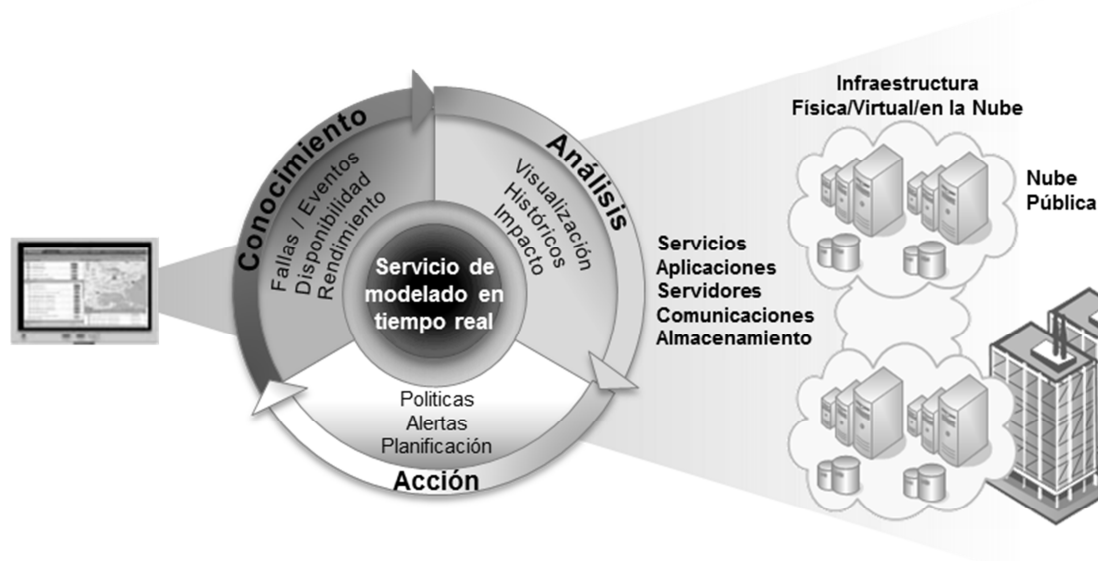 Conocimiento
Fallas / Eventos
Disponibilidad
Rendimiento
Análisis
Visualización
Históricos
Impacto
Servicio de
modelado en
tiempo real
Politicas
Alertas
Planificación
Acción
Servicios
Aplicaciones
Servidores
Comunicaciones
Almacenamiento
Infraestructura
Física/Virtual/en la Nube
Nube
Pública